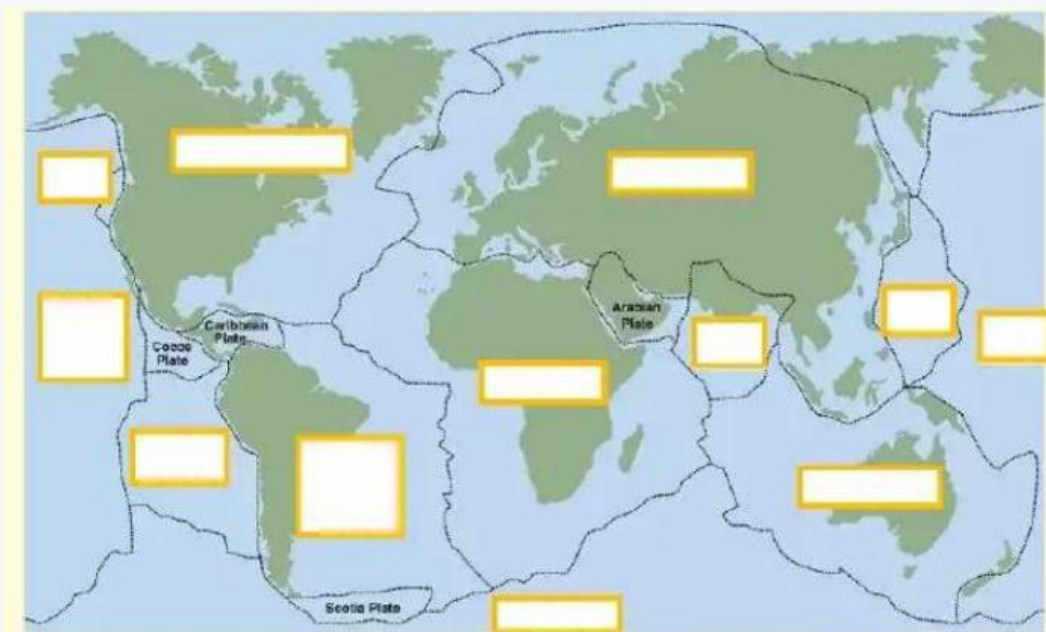 Arabian
Plate
Caribbean
Plate
Cocos
Plate
Scotia Plate